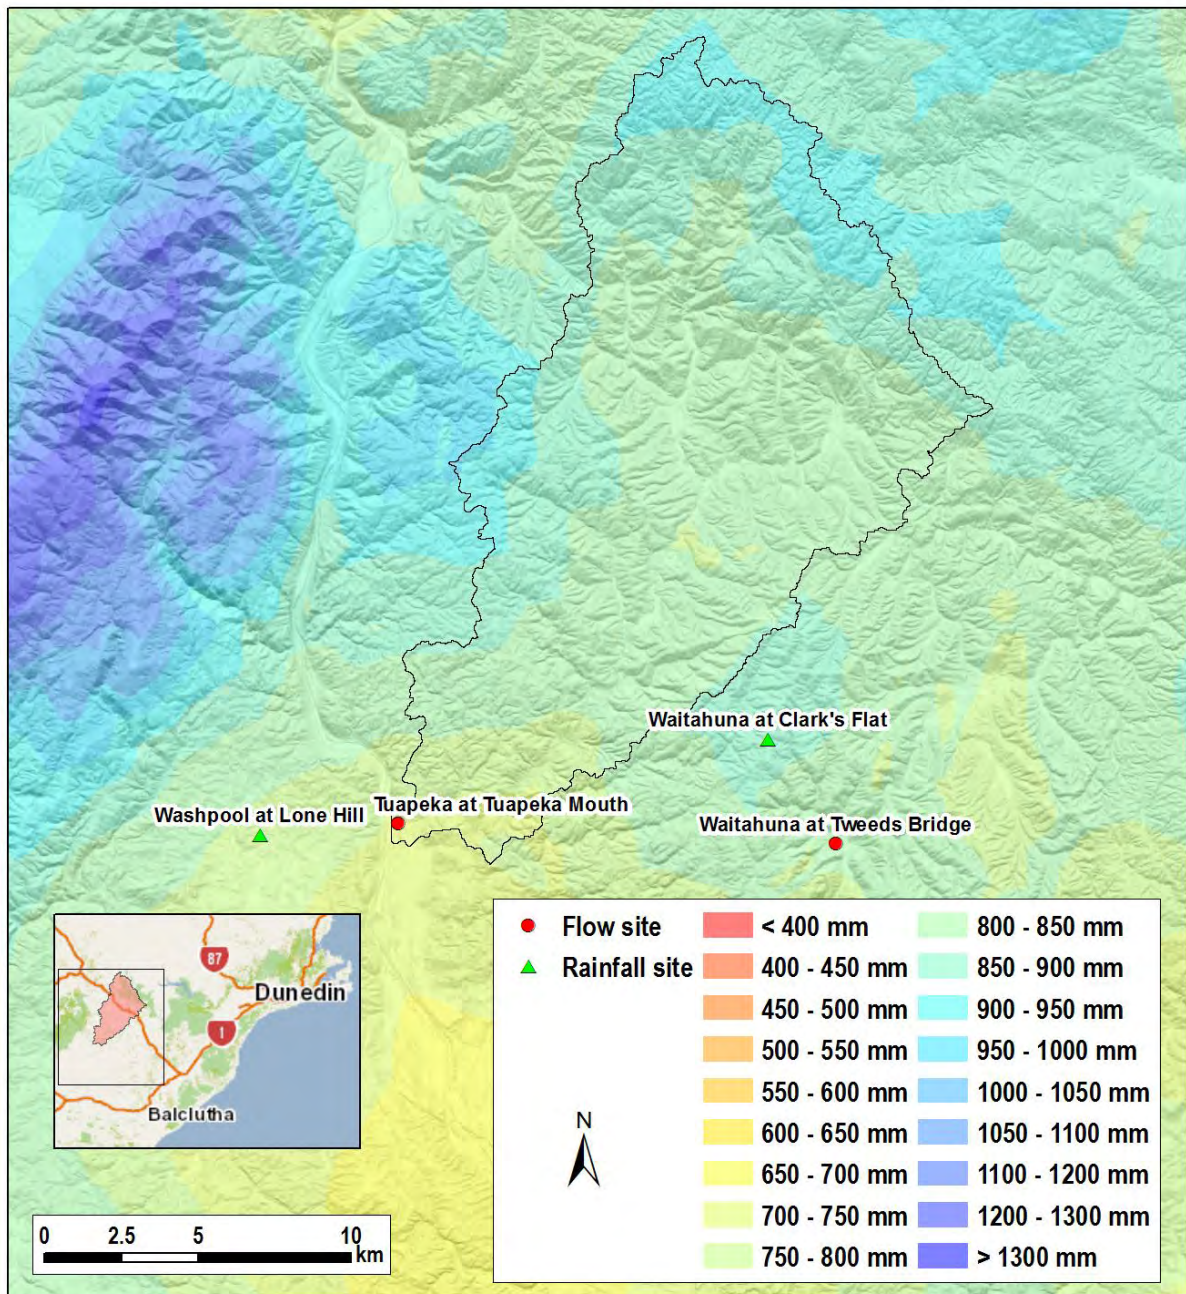 Waitahuna at Clark's Flat
Tuapeka at Tuapeka Mouth
Washpool at Lone Hill
Waitahuna at Tweeds Bridge
Flow site
Rainfall site
< 400 mm
400 - 450 mm
450 - 500 mm
500 - 550 mm
550 - 600 mm
600 - 650 mm
650 - 700 mm
700 - 750 mm
750 - 800 mm
800 - 850 mm
850 - 900 mm
900 - 950 mm
950 - 1000 mm
1000 - 1050 mm
1050 - 1100 mm
1100 - 1200 mm
1200 - 1300 mm
> 1300 mm
N
87
Dunedin
1
Balclutha
0 2.5 5 10
km